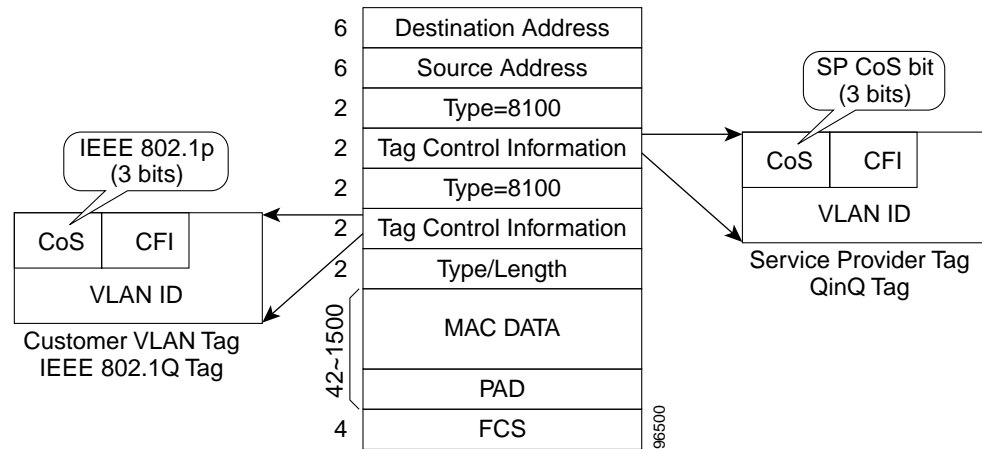 6 Destination Address
6 Source Address
2 Type=8100
2 Tag Control Information
2 Type=8100
2 Tag Control Information
2 Type/Length
42~1500
MAC DATA
PAD
4 FCS
IEEE 802.1p
(3 bits)
CoS CFI
VLAN ID
Customer VLAN Tag
IEEE 802.1Q Tag
SP CoS bit
(3 bits)
CoS CFI
VLAN ID
Service Provider Tag
QinQ Tag
96500